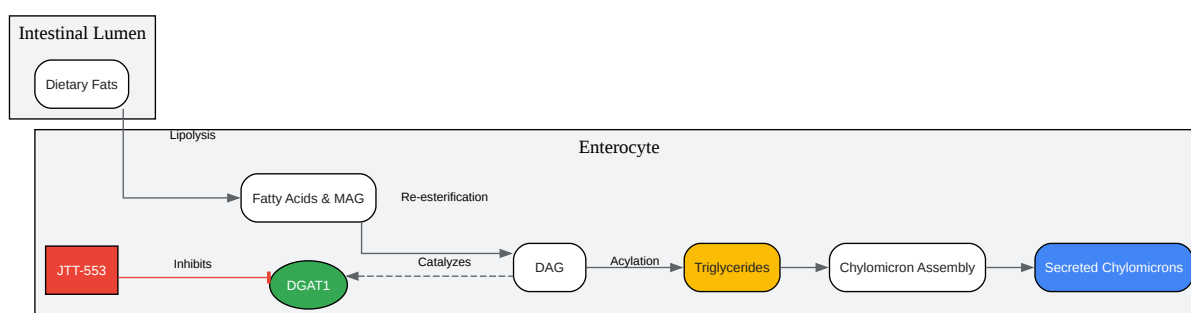 Intestinal Lumen
Dietary Fats
Lipolysis
Enterocyte
Fatty Acids & MAG
Re-esterification
JTT-553
Inhibits
DGAT1
Catalyzes
DAG
Acylation
Triglycerides
Chylomicron Assembly
Secreted Chylomicrons